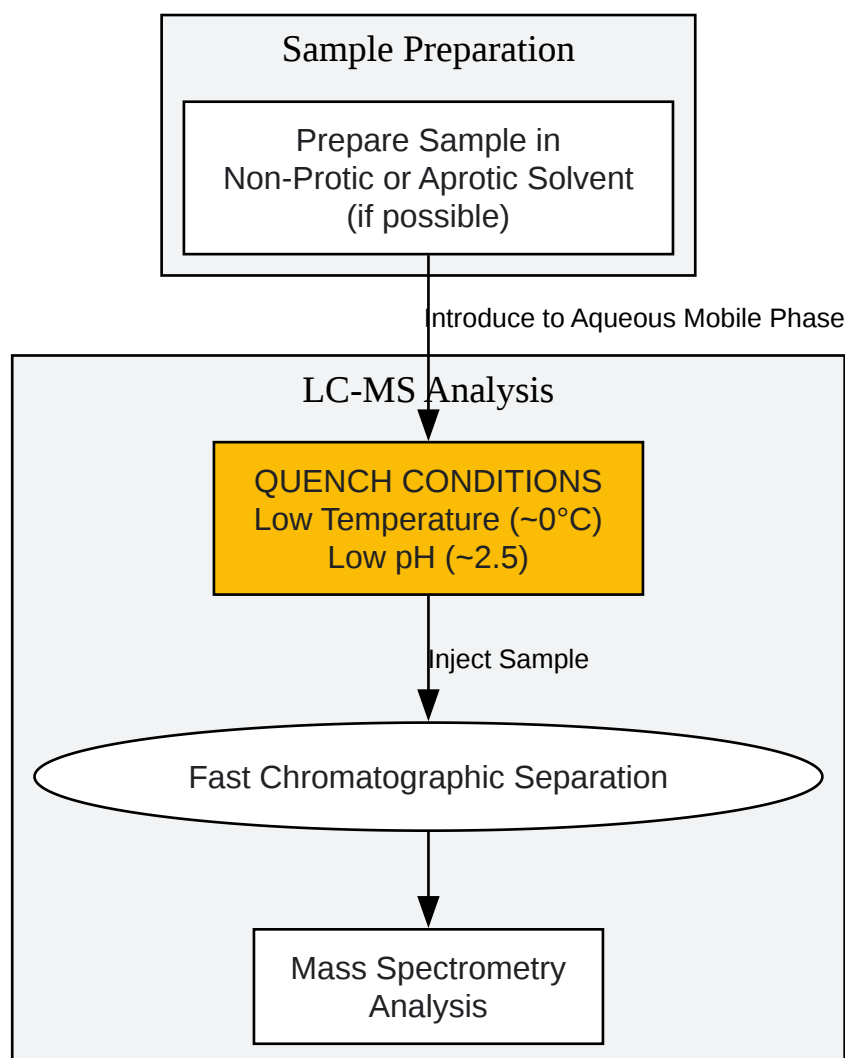 Sample Preparation
Prepare Sample in
Non-Protic or Aprotic Solvent
(if possible)
Introduce to Aqueous Mobile Phase
LC-MS Analysis
QUENCH CONDITIONS
Low Temperature (~0°C)
Low pH (~2.5)
Inject Sample
Fast Chromatographic Separation
Mass Spectrometry
Analysis